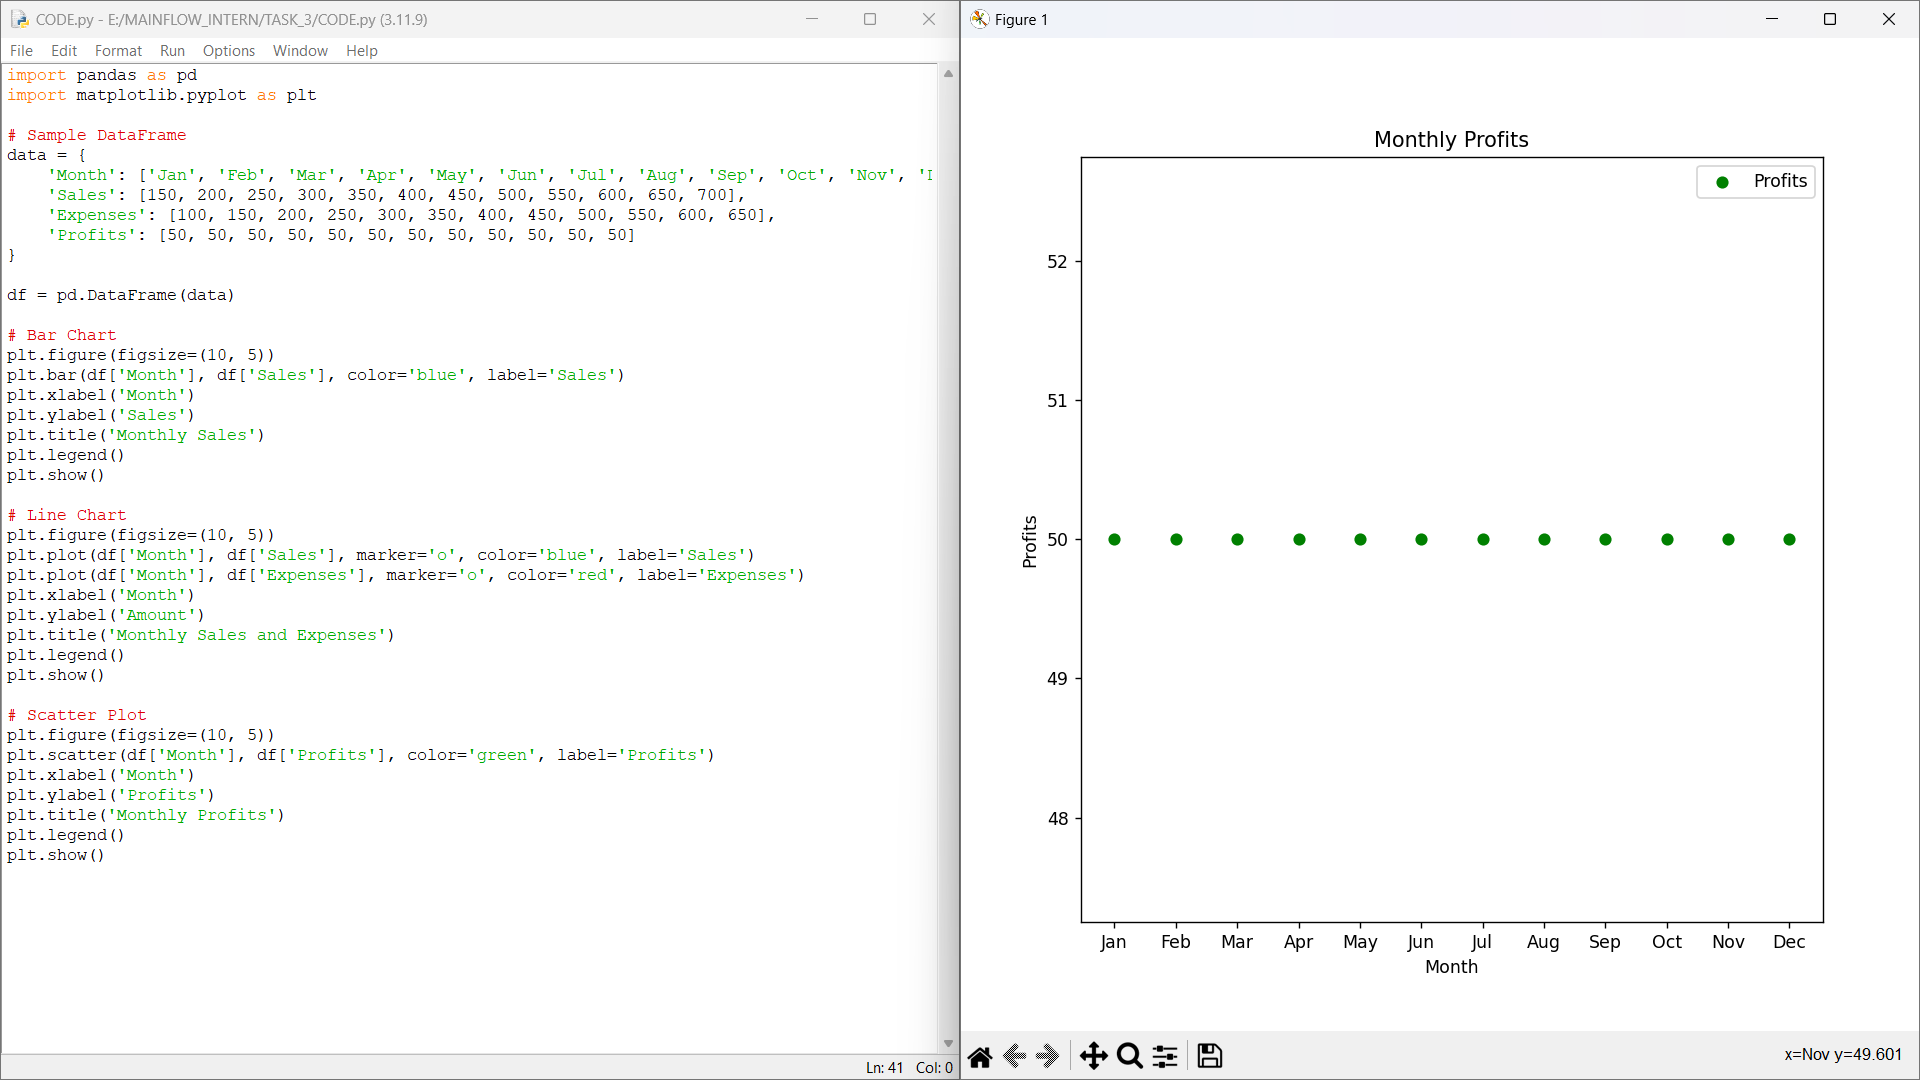 CODE.py - E:/MAINFLOW_INTERN/TASK_3/CODE.py (3.11.9)
File Edit Format Run Options Window Help
import pandas as pd
import matplotlib.pyplot as plt
# Sample DataFrame
data = {
    'Month': ['Jan', 'Feb', 'Mar', 'Apr', 'May', 'Jun', 'Jul', 'Aug', 'Sep', 'Oct', 'Nov', '
    'Sales': [150, 200, 250, 300, 350, 400, 450, 500, 550, 600, 650, 700],
    'Expenses': [100, 150, 200, 250, 300, 350, 400, 450, 500, 550, 600, 650],
    'Profits': [50, 50, 50, 50, 50, 50, 50, 50, 50, 50, 50, 50]
}
df = pd.DataFrame(data)
# Bar Chart
plt.figure(figsize=(10, 5))
plt.bar(df['Month'], df['Sales'], color='blue', label='Sales')
plt.xlabel('Month')
plt.ylabel('Sales')
plt.title('Monthly Sales')
plt.legend()
plt.show()
# Line Chart
plt.figure(figsize=(10, 5))
plt.plot(df['Month'], df['Sales'], marker='o', color='blue', label='Sales')
plt.plot(df['Month'], df['Expenses'], marker='o', color='red', label='Expenses')
plt.xlabel('Month')
plt.ylabel('Amount')
plt.title('Monthly Sales and Expenses')
plt.legend()
plt.show()
# Scatter Plot
plt.figure(figsize=(10, 5))
plt.scatter(df['Month'], df['Profits'], color='green', label='Profits')
plt.xlabel('Month')
plt.ylabel('Profits')
plt.title('Monthly Profits')
plt.legend()
plt.show()
Ln: 41 Col: 0
Figure 1
Monthly Profits
Profits
52
51
50
49
48
Profits
Jan Feb Mar Apr May Jun Jul Aug Sep Oct Nov Dec
Month
x=Nov y=49.601